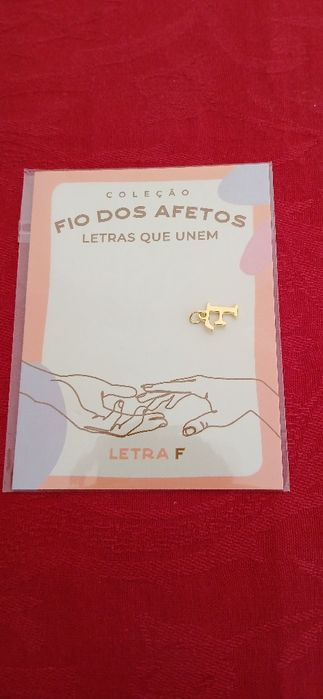 COLEÇÃO
FIO DOS AFETOS
LETRAS QUE UNEM
F
LETRA F